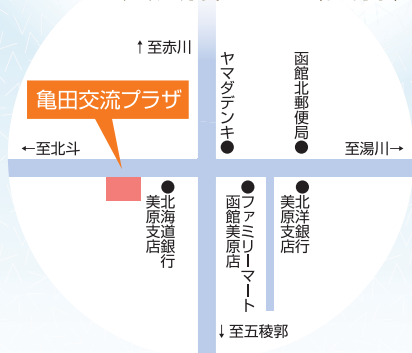 ↑至赤川
亀田交流プラザ
ヤマダデンキ
函館北郵便局
←至北斗
至湯川→
北海道銀行
美原支店
ファミリーマート
函館美原店
北洋銀行
美原支店
↓至五稜郭